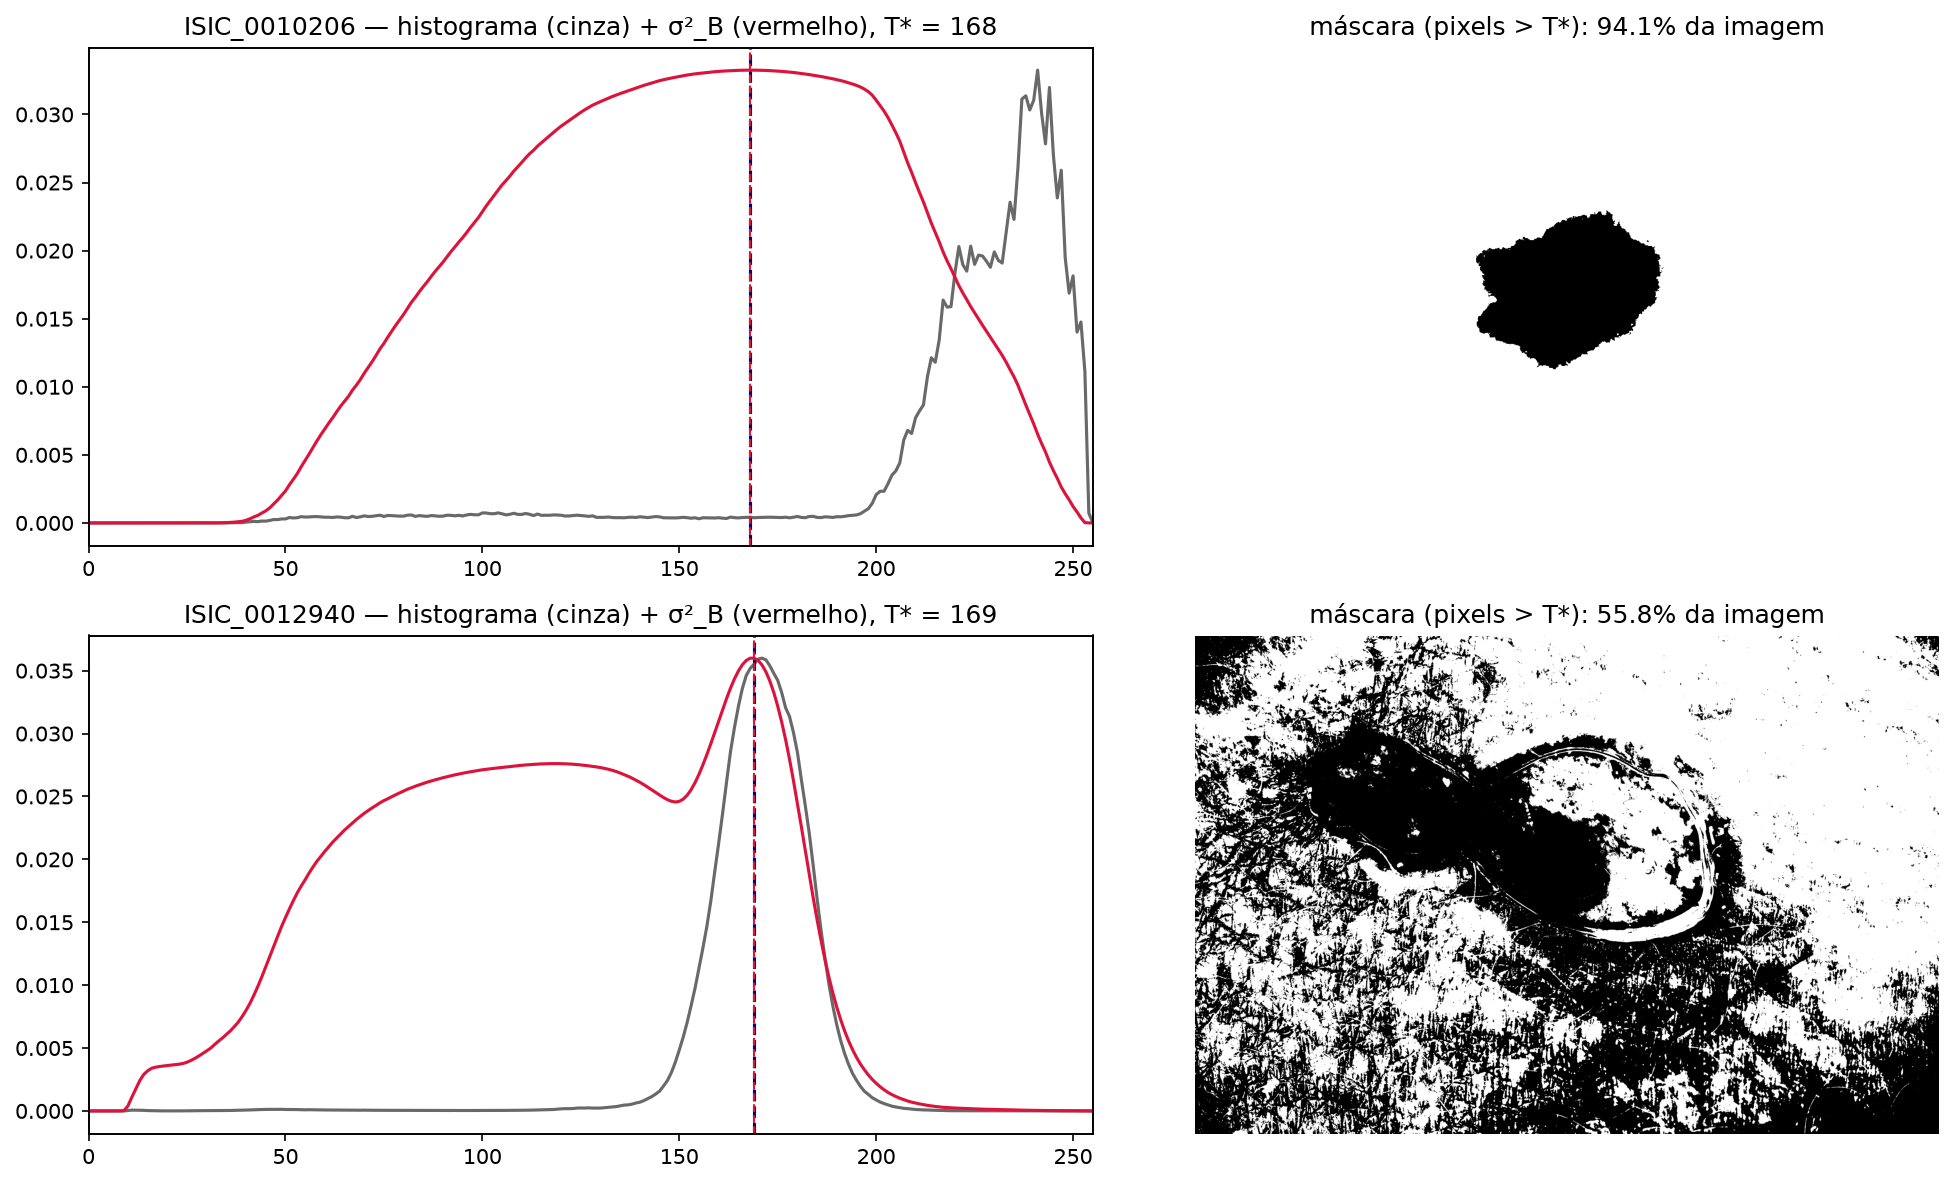 ISIC_0010206 — histograma (cinza) + σ²_B (vermelho), T* = 168
máscara (pixels > T*): 94.1% da imagem
0.030
0.025
0.020
0.015
0.010
0.005
0.000
0 50 100 150 200 250
ISIC_0012940 — histograma (cinza) + σ²_B (vermelho), T* = 169
máscara (pixels > T*): 55.8% da imagem
0.035
0.030
0.025
0.020
0.015
0.010
0.005
0.000
0 50 100 150 200 250